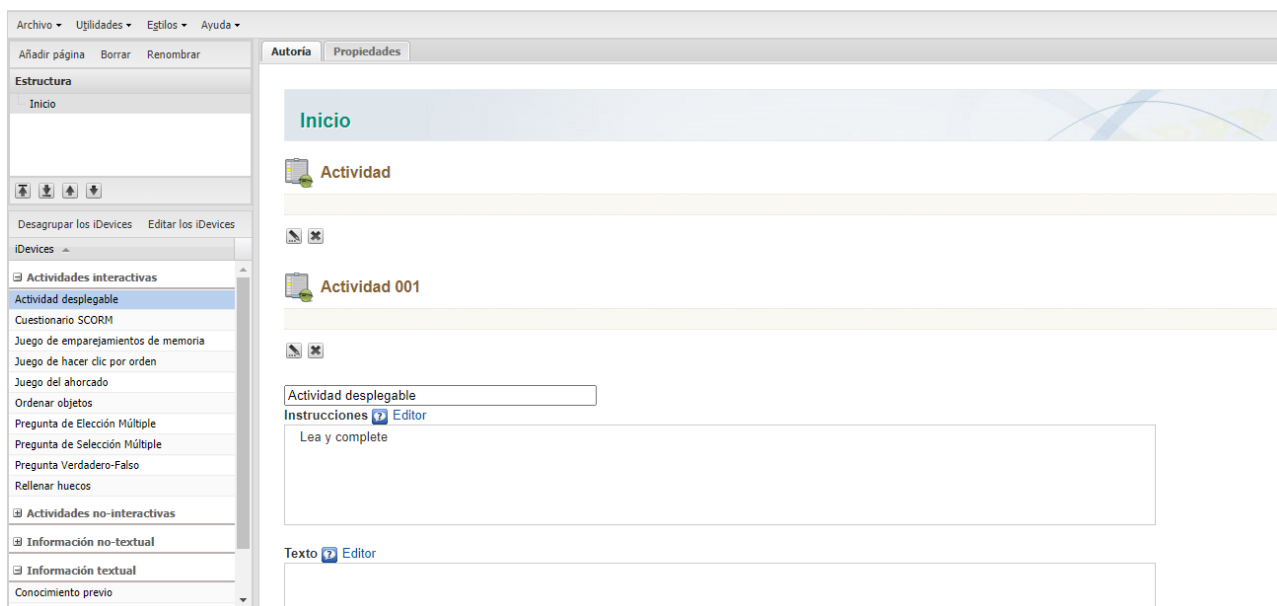 Archivo Utilidades Estilos Ayuda
Añadir página Borrar Renombrar
Estructura
Inicio
Desagrupar los iDevices Editar los iDevices
iDevices
Actividades interactivas
Actividad desplegable
Cuestionario SCORM
Juego de emparejamientos de memoria
Juego de hacer clic por orden
Juego del ahorcado
Ordenar objetos
Pregunta de Elección Múltiple
Pregunta de Selección Múltiple
Pregunta Verdadero-Falso
Rellenar huecos
Actividades no-interactivas
Información no-textual
Información textual
Conocimiento previo
Autoría Propiedades
Inicio
Actividad
Actividad 001
Actividad desplegable
Instrucciones ? Editor
Lea y complete
Texto ? Editor